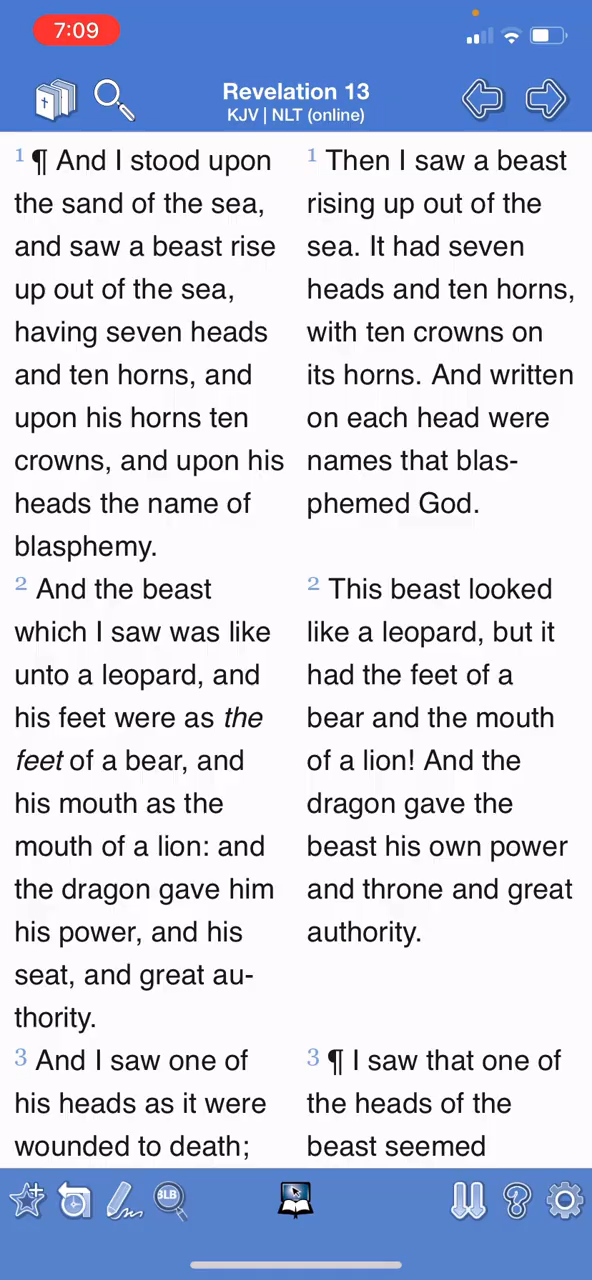 7:09
Revelation 13
KJV | NLT (online)
1 ¶ And I stood upon
the sand of the sea,
and saw a beast rise
up out of the sea,
having seven heads
and ten horns, and
upon his horns ten
crowns, and upon his
heads the name of
blasphemy.
2 And the beast
which I saw was like
unto a leopard, and
his feet were as the
feet of a bear, and
his mouth as the
mouth of a lion: and
the dragon gave him
his power, and his
seat, and great au-
thority.
3 And I saw one of
his heads as it were
wounded to death;
1 Then I saw a beast
rising up out of the
sea. It had seven
heads and ten horns,
with ten crowns on
its horns. And written
on each head were
names that blas-
phemed God.
2 This beast looked
like a leopard, but it
had the feet of a
bear and the mouth
of a lion! And the
dragon gave the
beast his own power
and throne and great
authority.
3 ¶ I saw that one of
the heads of the
beast seemed
BLB